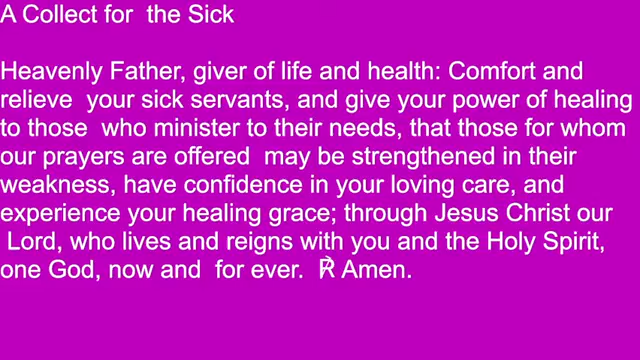 A Collect for  the Sick
Heavenly Father, giver of life and health: Comfort and
relieve  your sick servants, and give your power of healing
to those  who minister to their needs, that those for whom
our prayers are offered  may be strengthened in their
weakness, have confidence in your loving care, and
experience your healing grace; through Jesus Christ our
 Lord, who lives and reigns with you and the Holy Spirit,
one God, now and  for ever.  ℟ Amen.